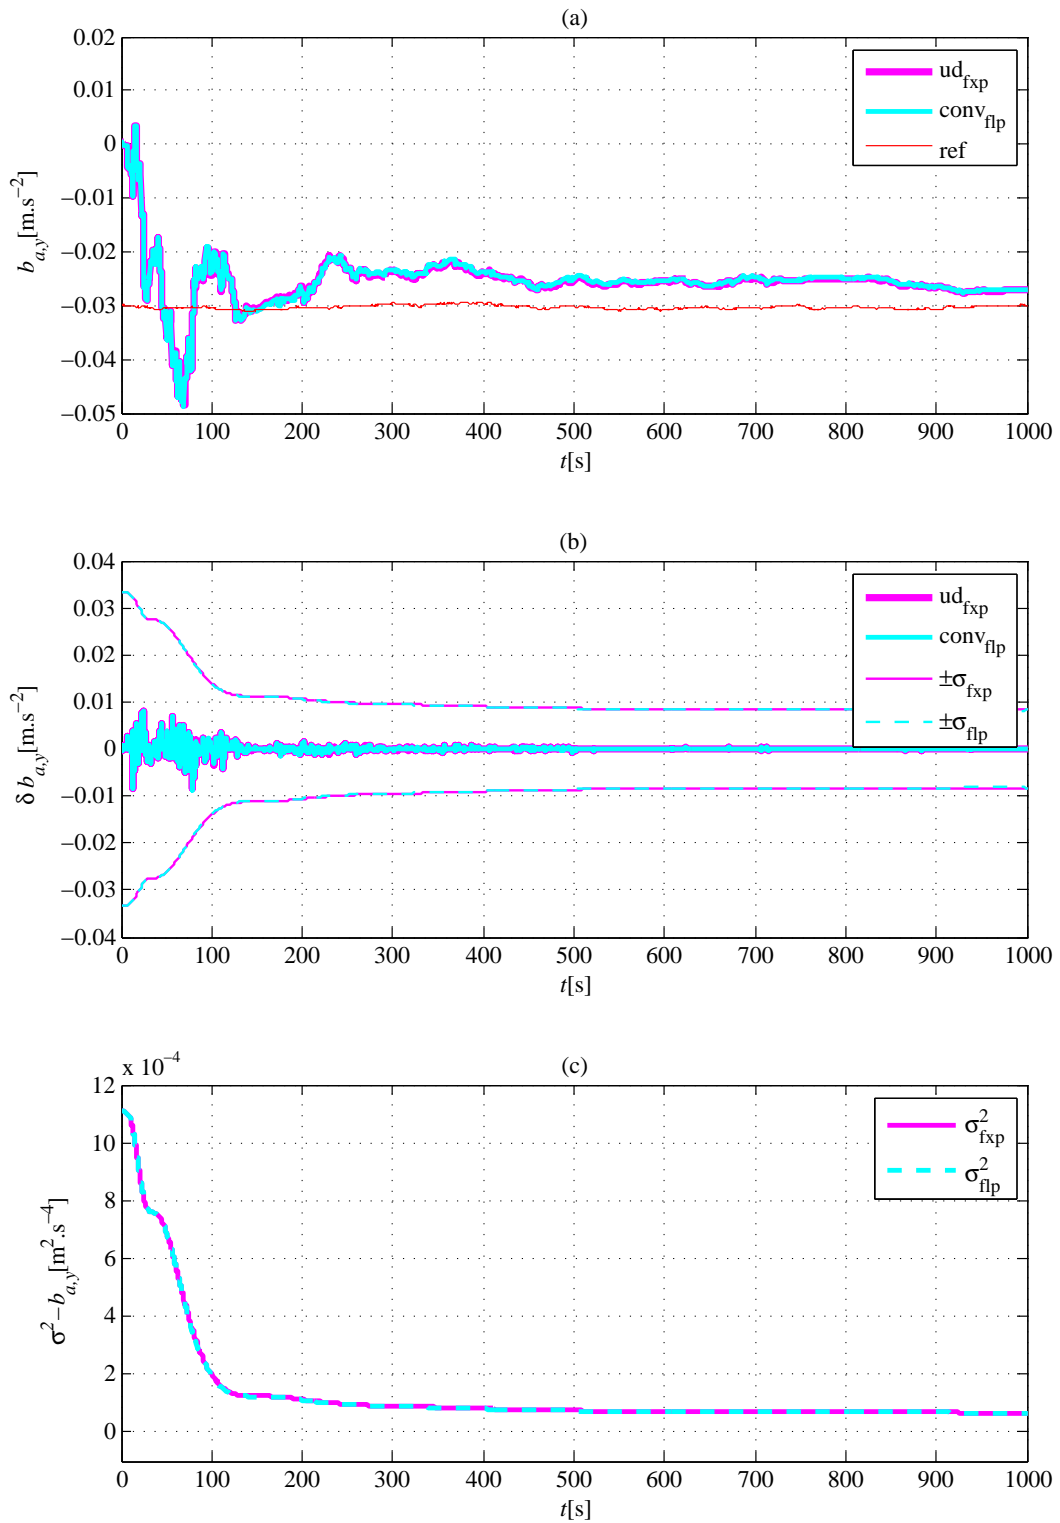 (a)
0.02
0.01
0
−0.01
−0.02
−0.03
−0.04
−0.05
b_{a,y}[m.s^{−2}]
ud_{fxp}
conv_{flp}
ref
0 100 200 300 400 500 600 700 800 900 1000
t[s]
(b)
0.04
0.03
0.02
0.01
0
−0.01
−0.02
−0.03
−0.04
δ b_{a,y}[m.s^{−2}]
ud_{fxp}
conv_{flp}
±σ_{fxp}
±σ_{flp}
0 100 200 300 400 500 600 700 800 900 1000
t[s]
(c)
x 10^{−4}
12
10
8
6
4
2
0
σ^{2}−b_{a,y}[m^{2}.s^{−4}]
σ^{2}_{fxp}
σ^{2}_{flp}
0 100 200 300 400 500 600 700 800 900 1000
t[s]